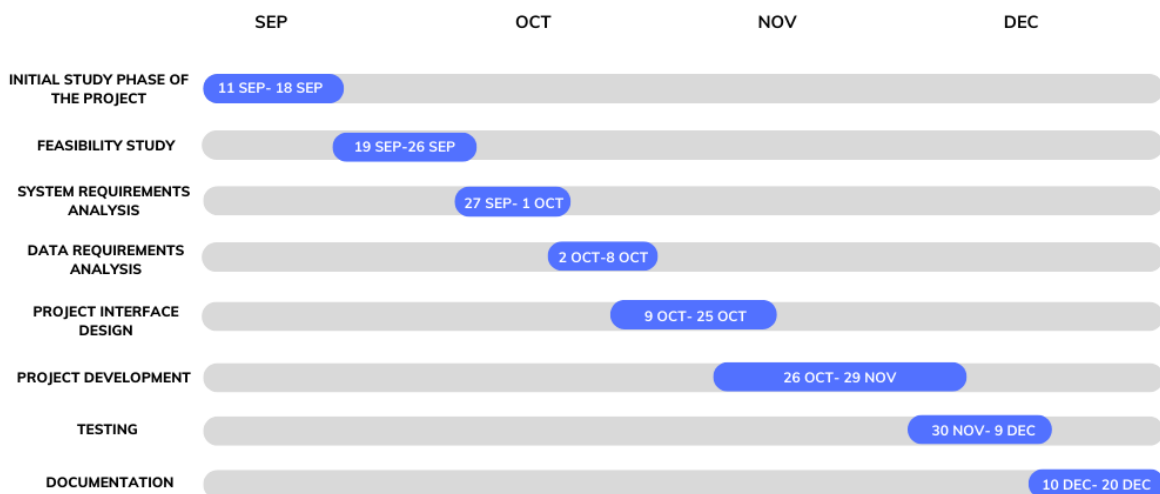 SEP OCT NOV DEC
INITIAL STUDY PHASE OF
THE PROJECT
11 SEP- 18 SEP
FEASIBILITY STUDY
19 SEP-26 SEP
SYSTEM REQUIREMENTS
ANALYSIS
27 SEP- 1 OCT
DATA REQUIREMENTS
ANALYSIS
2 OCT-8 OCT
PROJECT INTERFACE
DESIGN
9 OCT- 25 OCT
PROJECT DEVELOPMENT
26 OCT- 29 NOV
TESTING
30 NOV- 9 DEC
DOCUMENTATION
10 DEC- 20 DEC